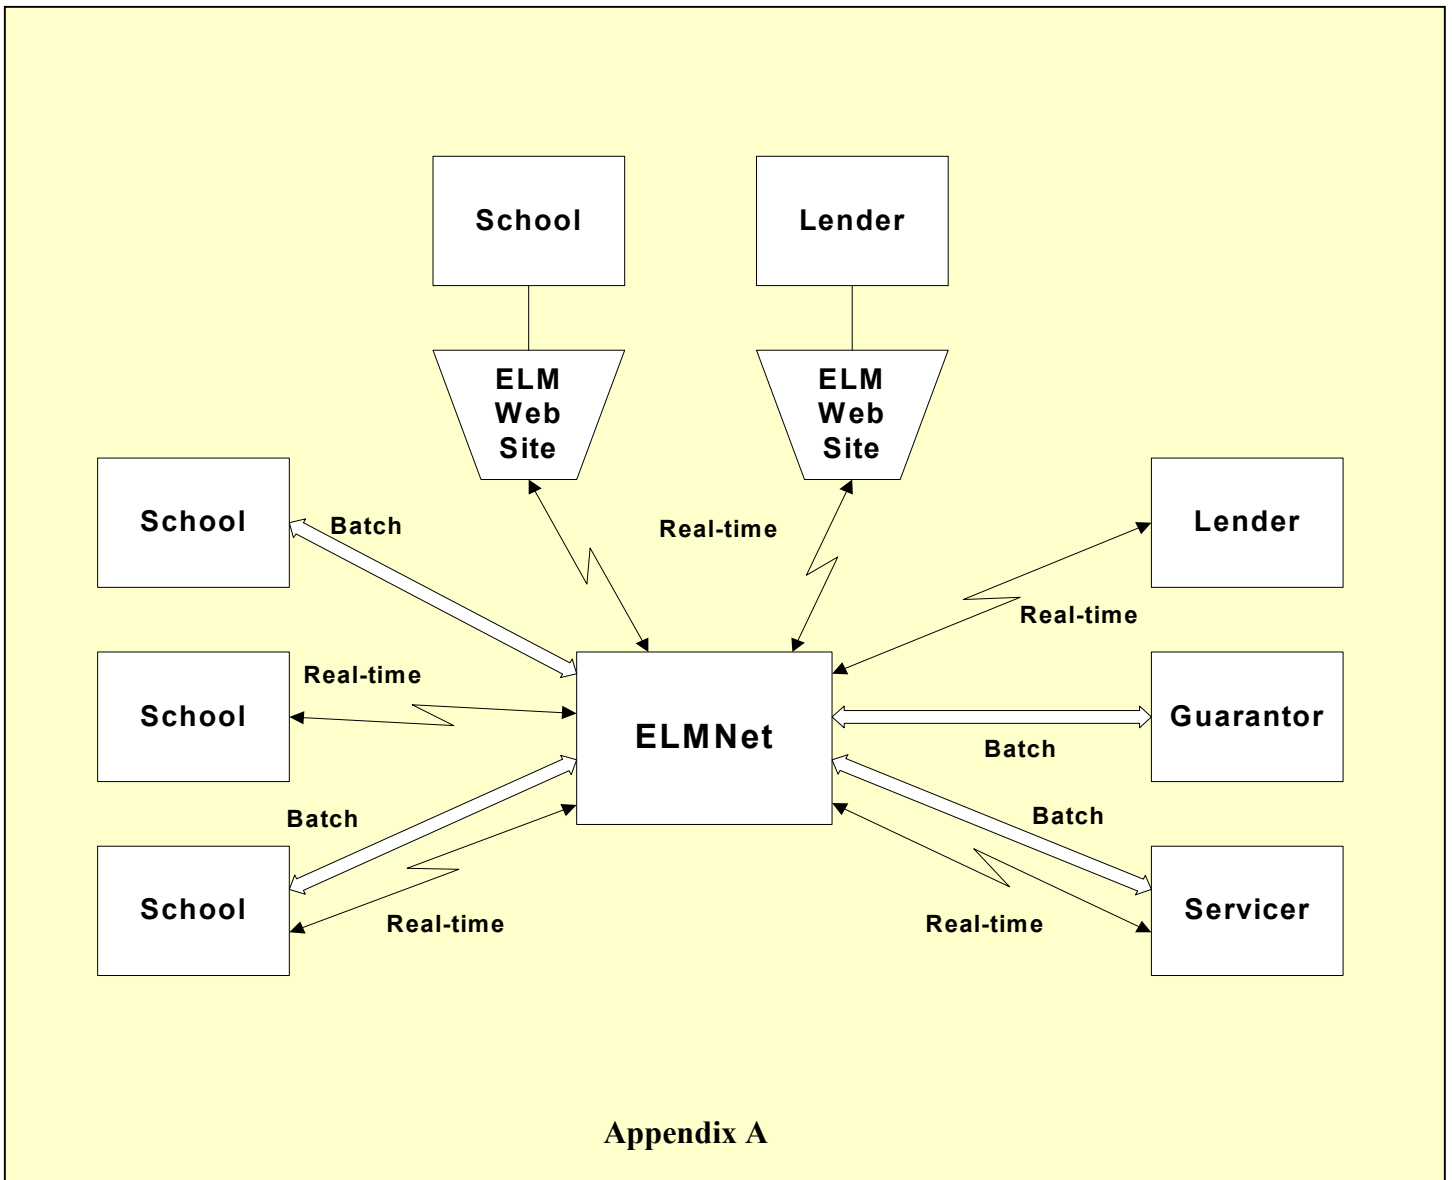 School
Lender
ELM
Web
Site
ELM
Web
Site
School
Batch
Real-time
Lender
Real-time
School
Real-time
ELMNet
Guarantor
Batch
School
Batch
Real-time
Batch
Real-time
Servicer
Appendix A